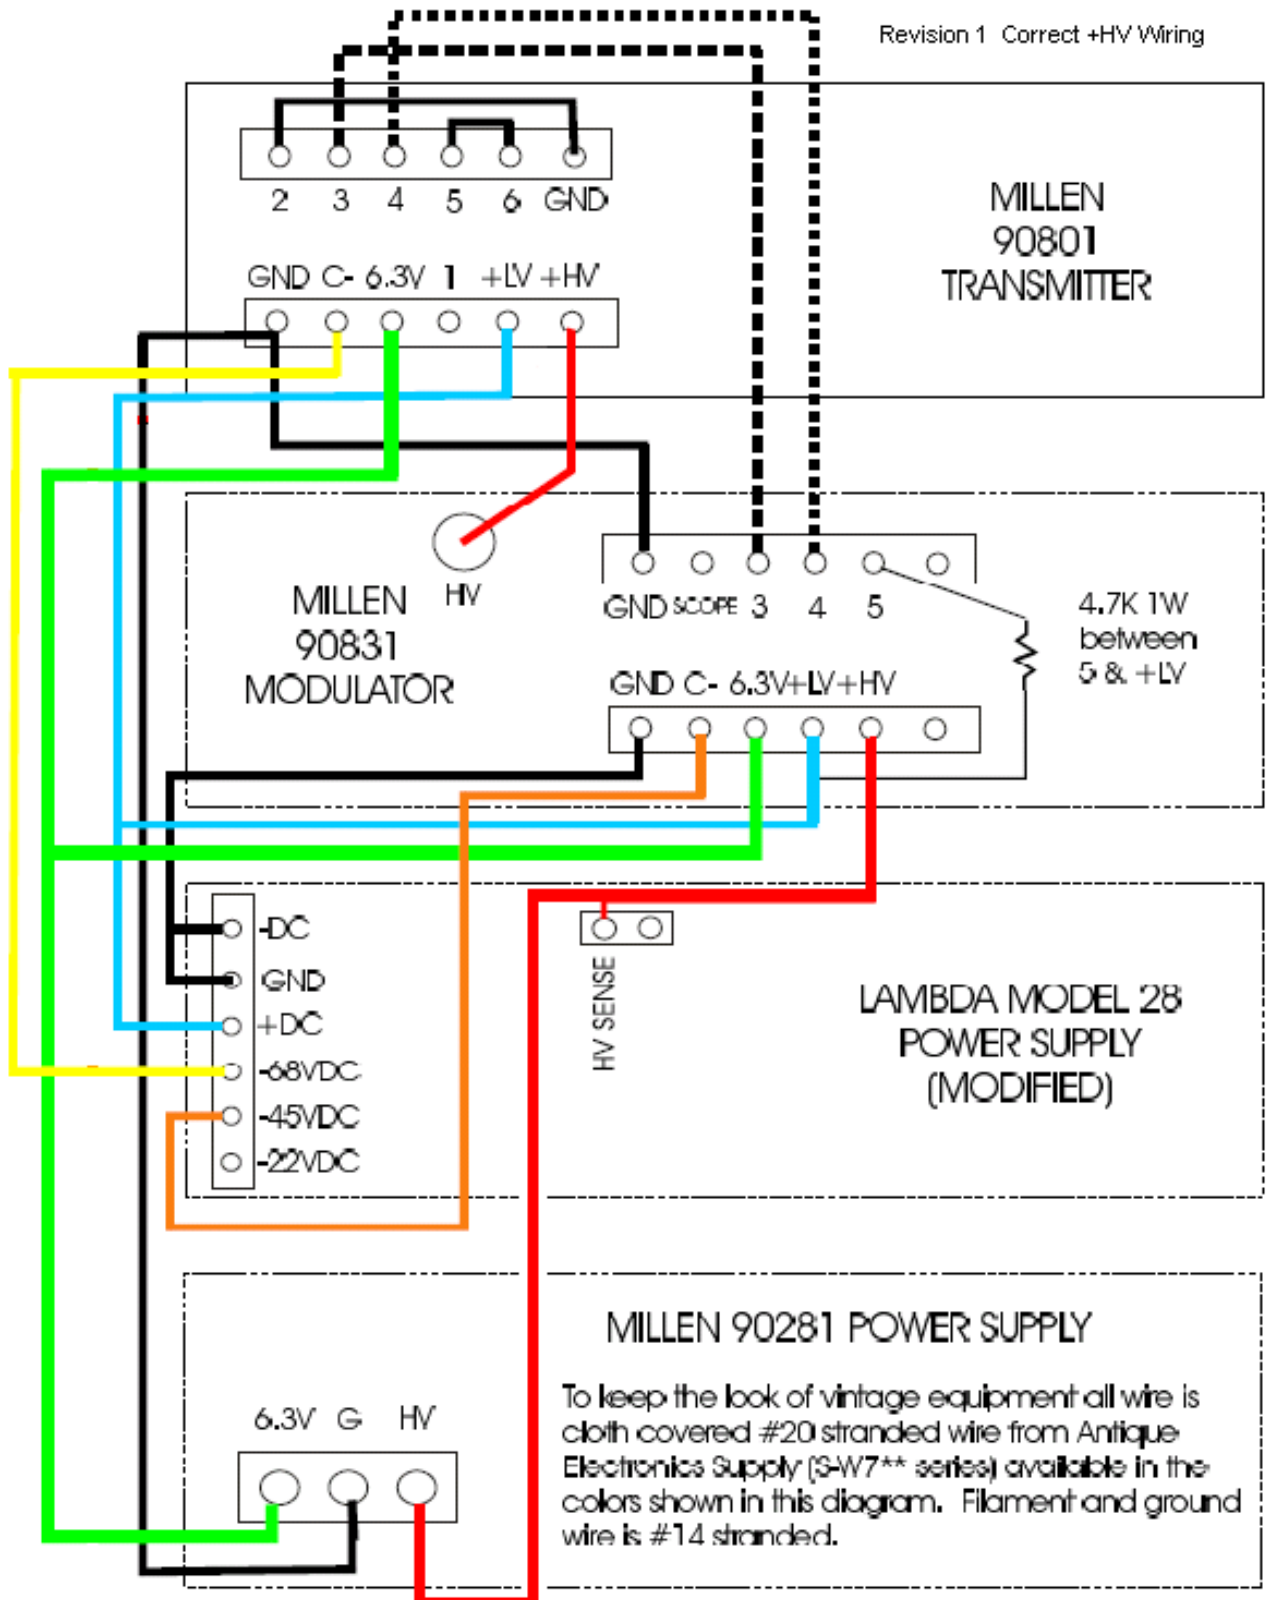 Revision 1 Correct +HV Wiring
2 3 4 5 6 GND
MILLEN
90801
TRANSMITTER
GND C- 6.3V 1 +LV +HV
HV
MILLEN
90831
MODULATOR
GND SCOPE 3 4 5
4.7K 1W
between
5 & +LV
GND C- 6.3V +LV +HV
-DC
GND
+DC
-68VDC
-45VDC
-22VDC
HV SENSE
LAMBDA MODEL 28
POWER SUPPLY
(MODIFIED)
MILLEN 90281 POWER SUPPLY
6.3V G HV
To keep the look of vintage equipment all wire is
cloth covered #20 stranded wire from Antique
Electronics Supply (S-W7** series) available in the
colors shown in this diagram. Filament and ground
wire is #14 stranded.